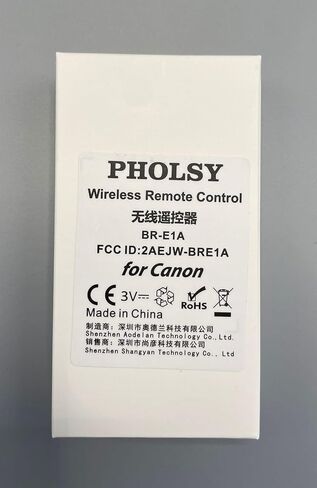 PHOLSY
Wireless Remote Control
无线遥控器
BR-E1A
FCC ID:2AEJW-BRE1A
for Canon
CE 3V RoHS
Made in China
制造商：深圳市奥德兰科技有限公司
Shenzhen Aodelan Technology Co., Ltd.
销售商：深圳市尚彦科技有限公司
Shenzhen Shangyan Technology Co., Ltd.